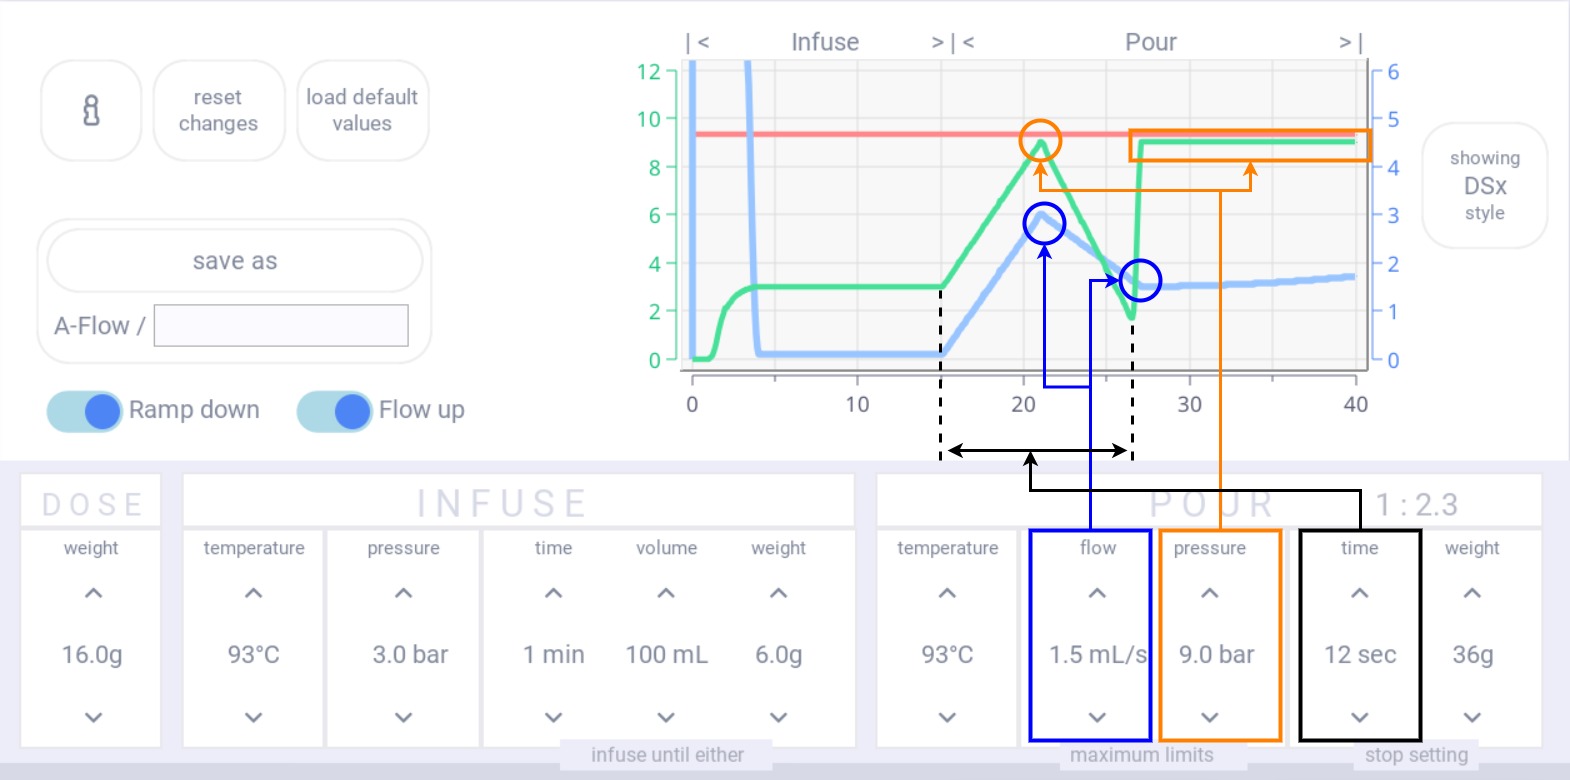 |< Infuse >|< Pour >|
reset changes
load default values
save as
A-Flow /
Ramp down Flow up
12
10
8
6
4
2
0
6
5
4
3
2
1
0
0 10 20 30 40
showing
DSx
style
DOSE INFUSE POUR 1:2.3
weight temperature pressure time volume weight temperature flow pressure time weight
16.0g 93°C 3.0 bar 1 min 100 mL 6.0g 93°C 1.5 mL/s 9.0 bar 12 sec 36g
infuse until either maximum limits stop setting